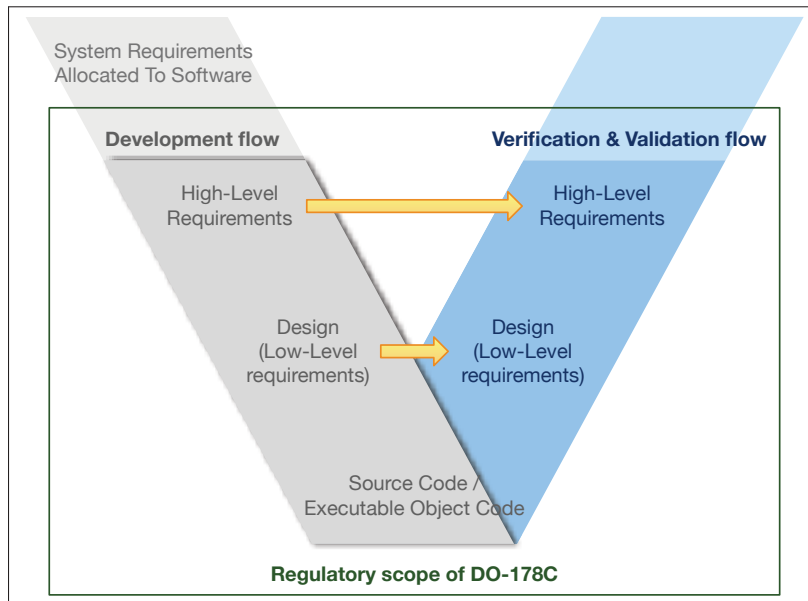 System Requirements
Allocated To Software
Development flow
Verification & Validation flow
High-Level
Requirements
High-Level
Requirements
Design
(Low-Level
requirements)
Design
(Low-Level
requirements)
Source Code /
Executable Object Code
Regulatory scope of DO-178C